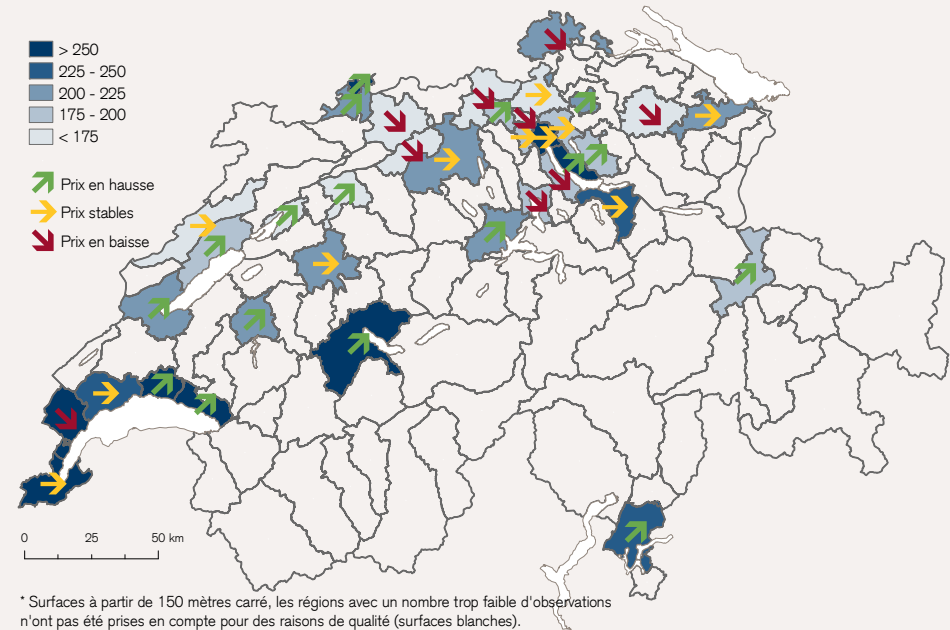 > 250
225 - 250
200 - 225
175 - 200
< 175
Prix en hausse
Prix stables
Prix en baisse
0 25 50 km
* Surfaces à partir de 150 mètres carré, les régions avec un nombre trop faible d'observations
n'ont pas été prises en compte pour des raisons de qualité (surfaces blanches).